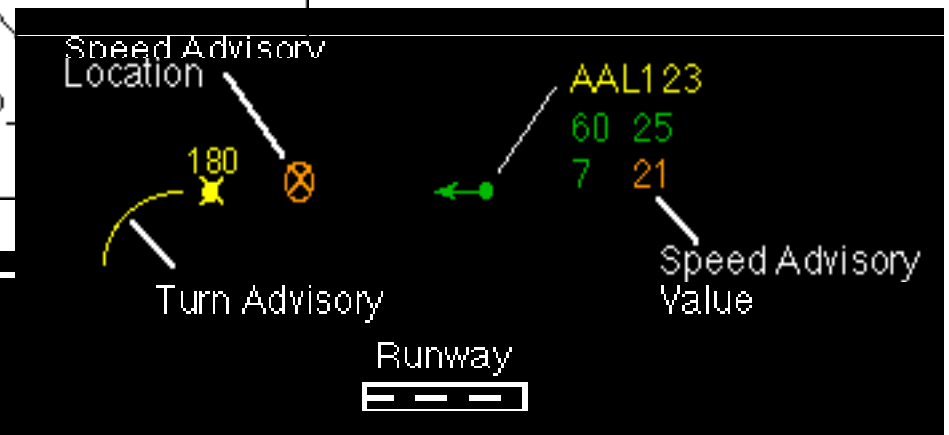 Speed Advisory
Location
AAL123
60 25
7 21
180
Speed Advisory
Value
Turn Advisory
Runway